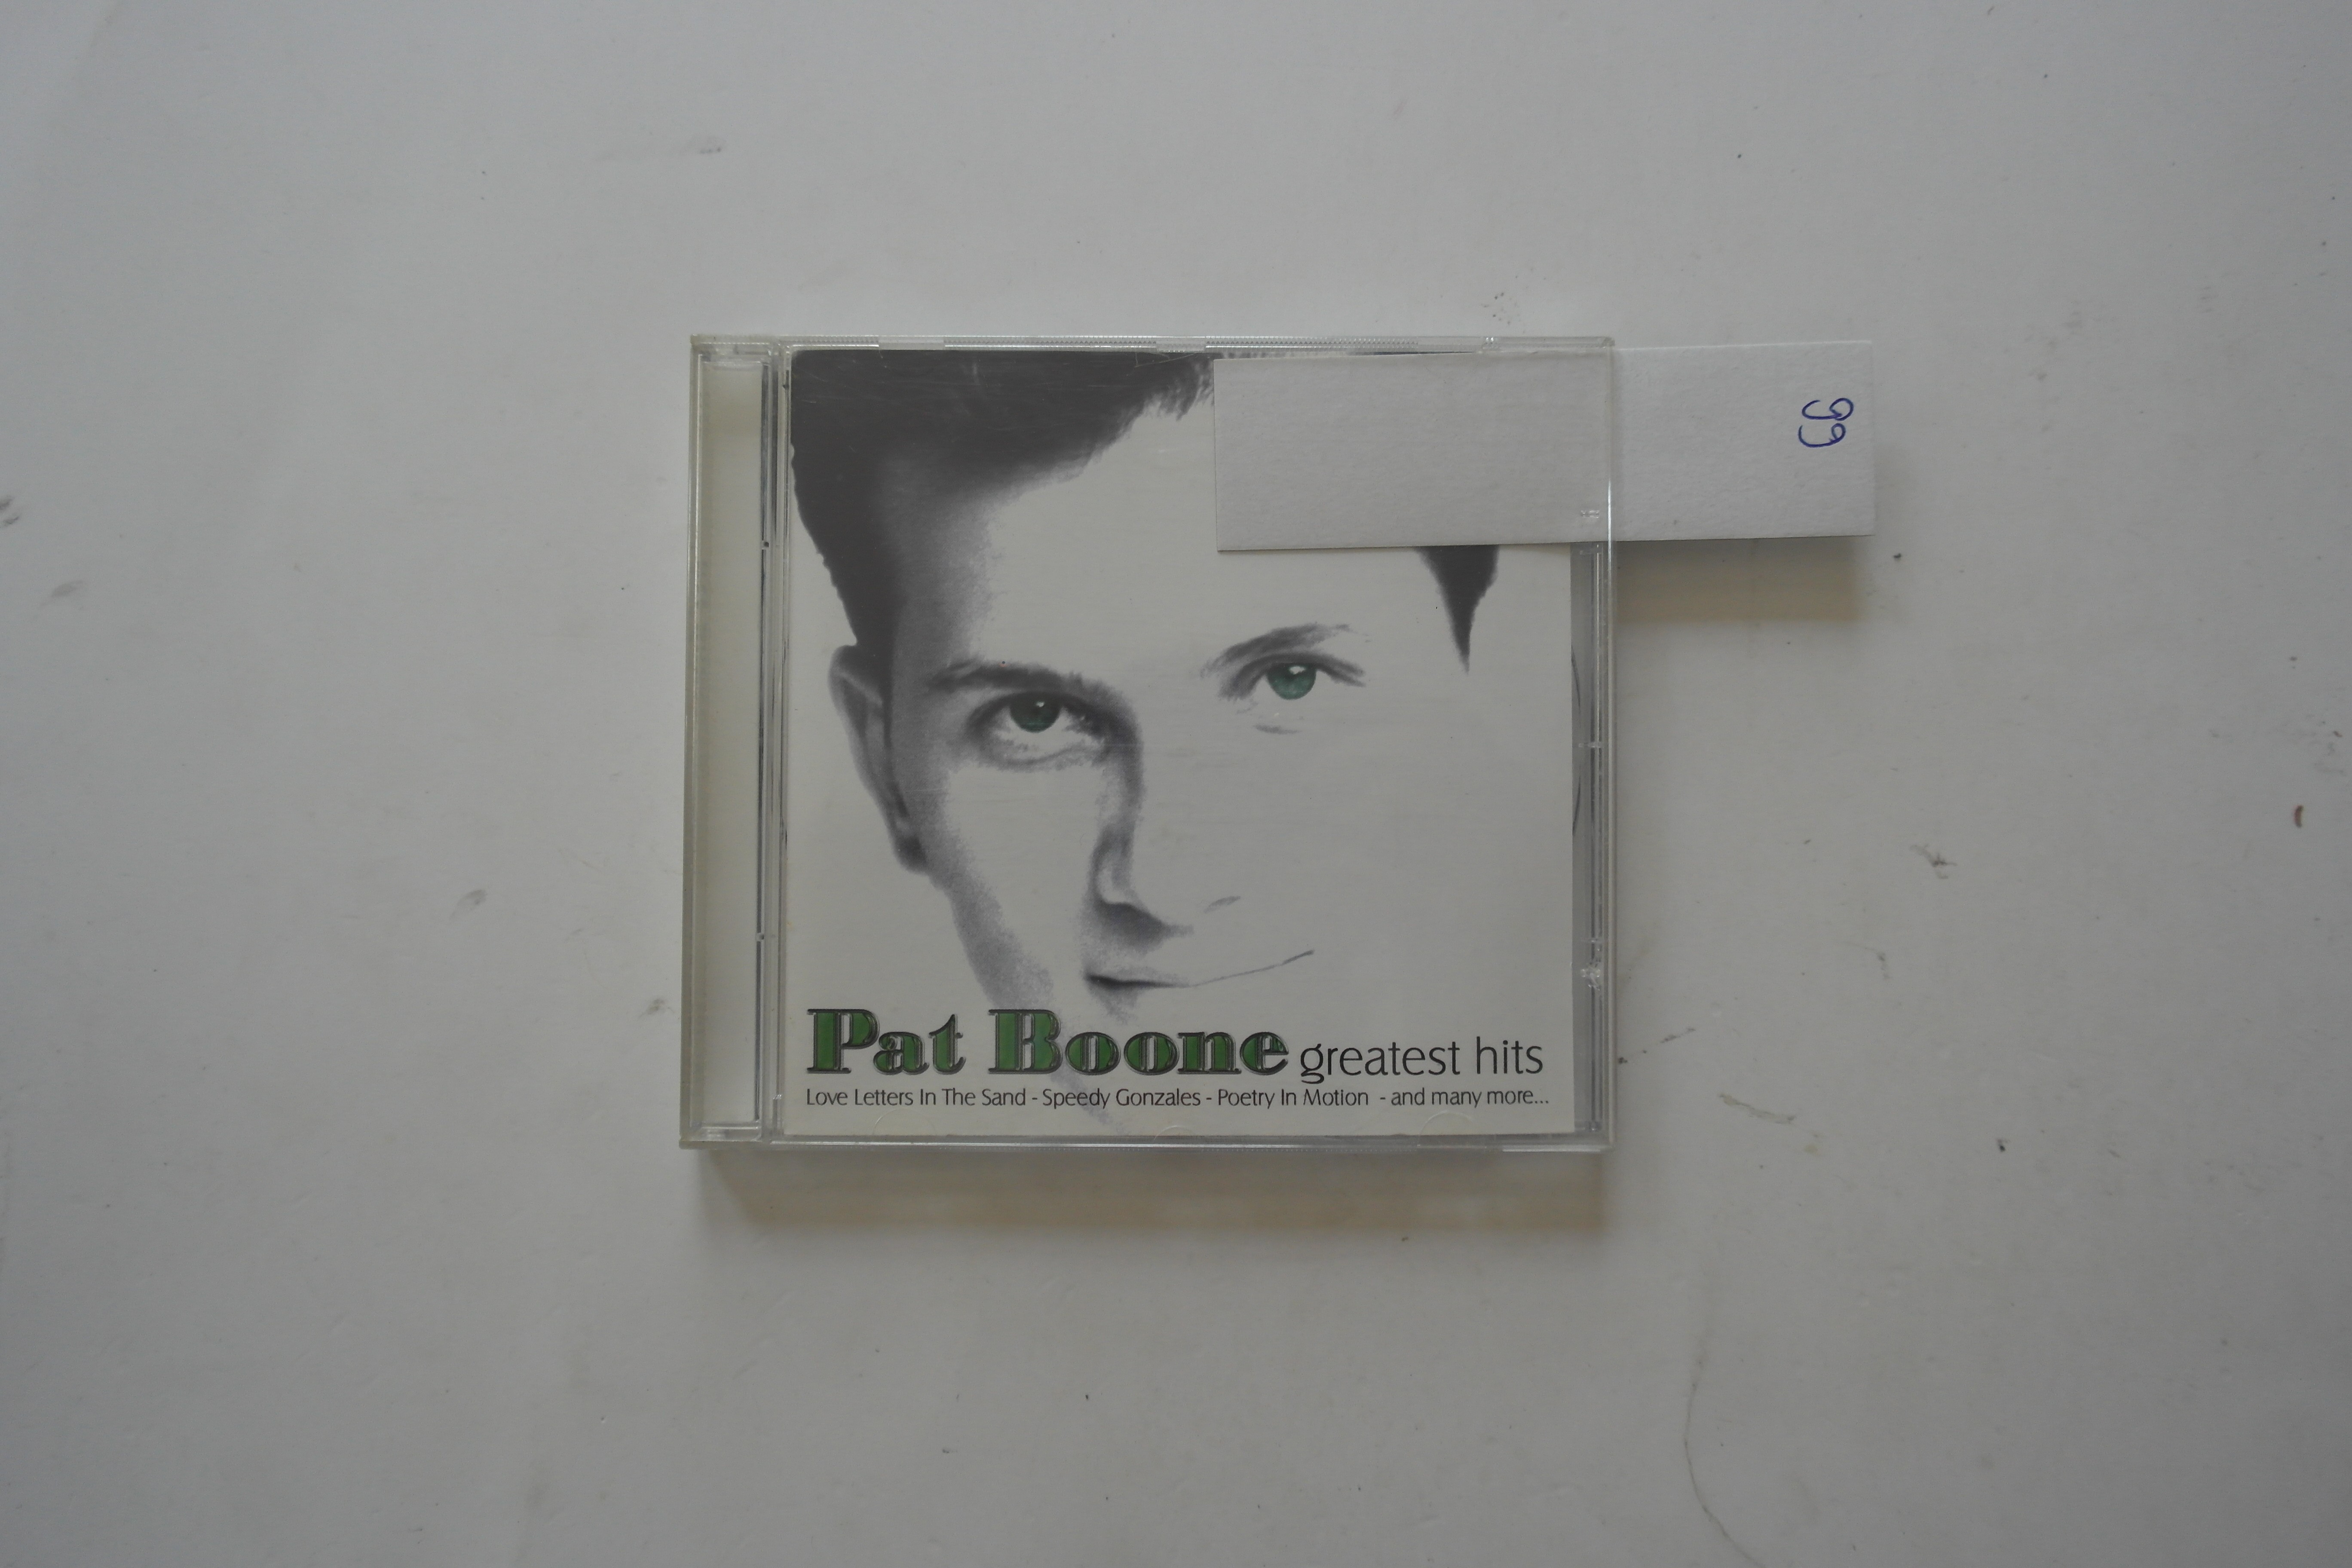 99
Pat Boone greatest hits
Love Letters In The Sand - Speedy Gonzales - Poetry In Motion - and many more...